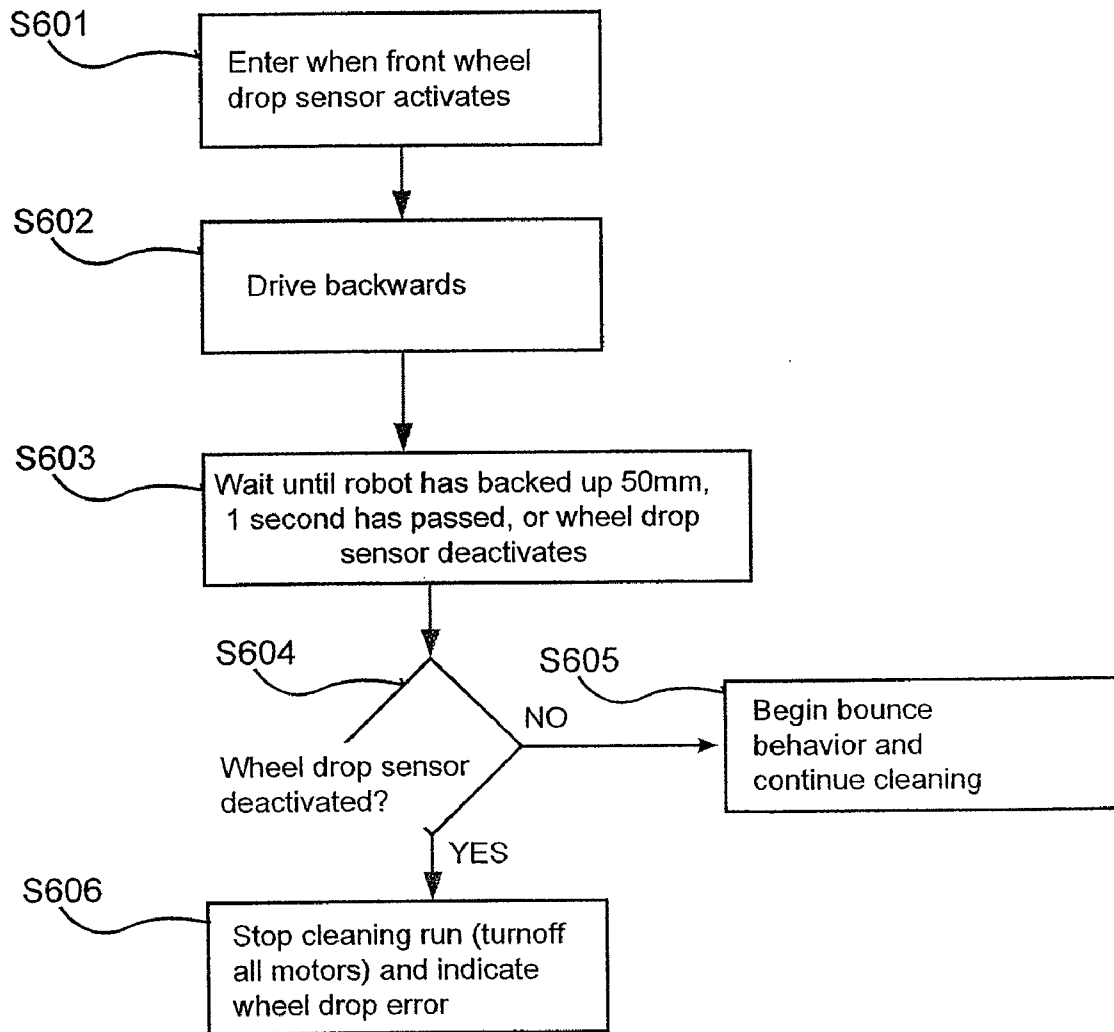 S601
Enter when front wheel
drop sensor activates
S602
Drive backwards
S603
Wait until robot has backed up 50mm,
1 second has passed, or wheel drop
sensor deactivates
S604
Wheel drop sensor
deactivated?
NO
S605
Begin bounce
behavior and
continue cleaning
YES
S606
Stop cleaning run (turnoff
all motors) and indicate
wheel drop error